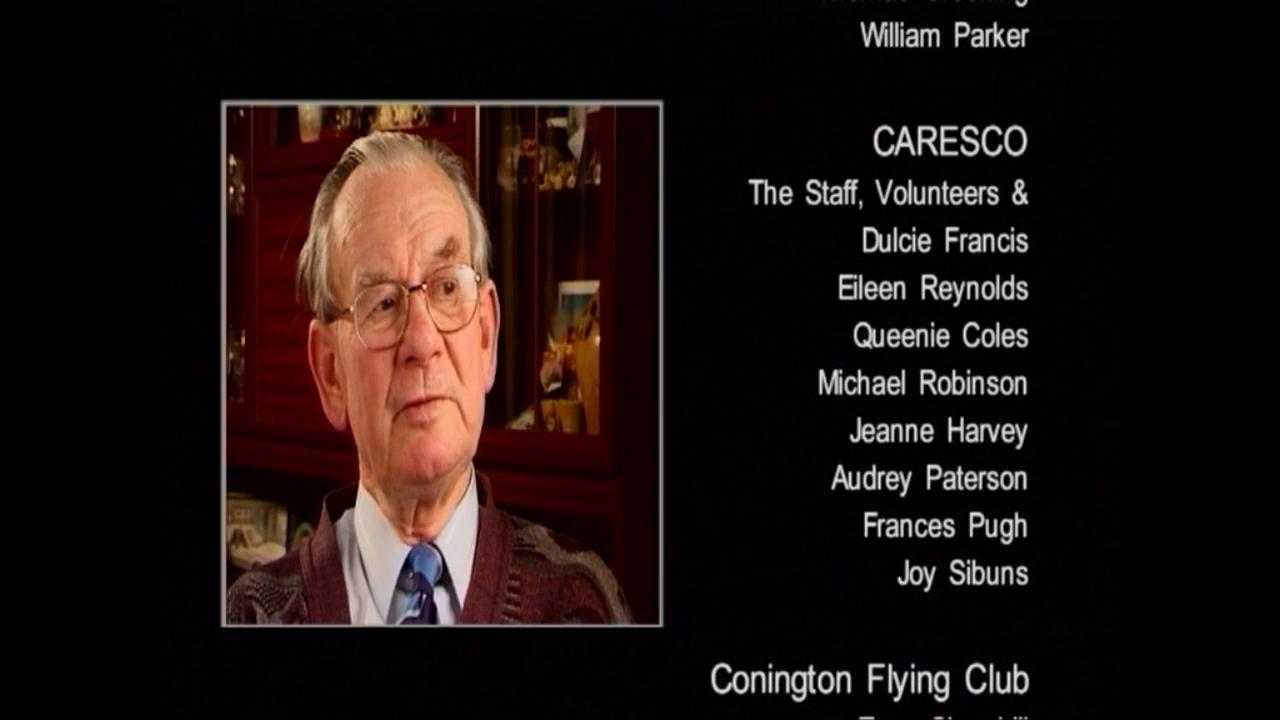 William Parker
CARESCO
The Staff, Volunteers &
Dulcie Francis
Eileen Reynolds
Queenie Coles
Michael Robinson
Jeanne Harvey
Audrey Paterson
Frances Pugh
Joy Sibuns
Conington Flying Club